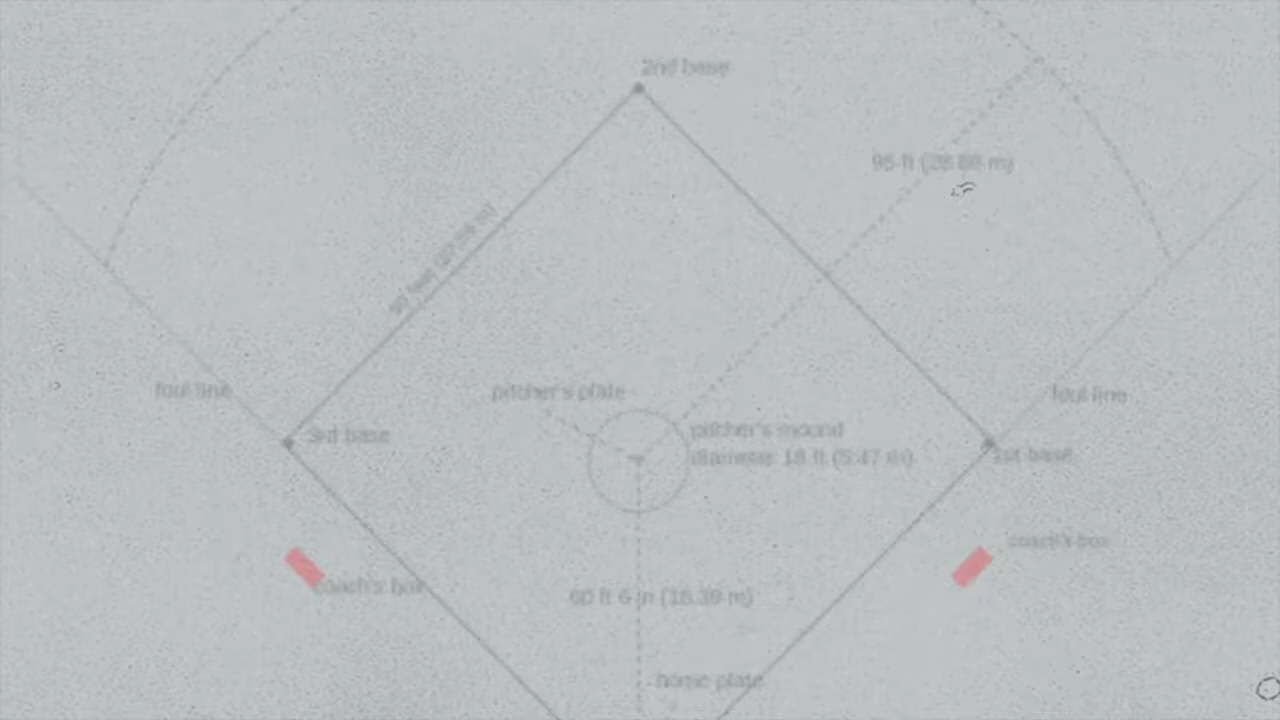 2nd base
95 ft (28.96 m)
90 feet (27.43 m)
foul line
pitcher's plate
foul line
3rd base
pitcher's mound
diameter 18 ft (5.47 m)
1st base
coach's box
coach's box
60 ft 6 in (18.39 m)
home plate